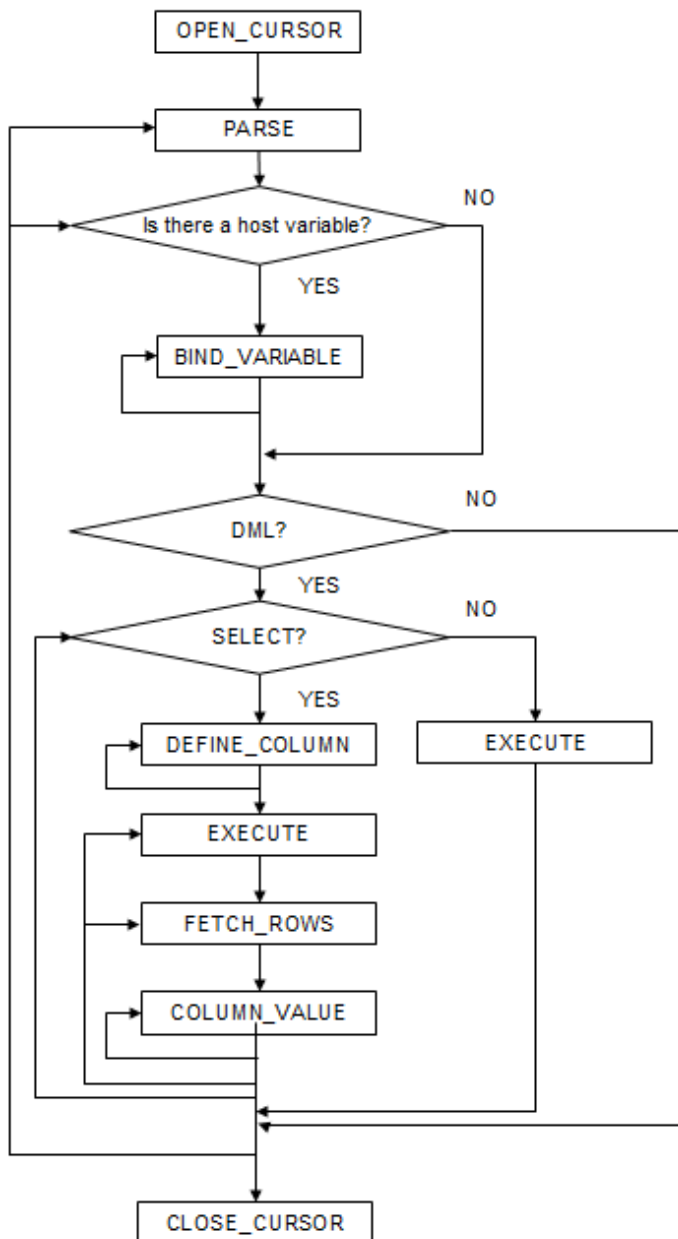 OPEN_CURSOR
PARSE
NO
Is there a host variable?
YES
BIND_VARIABLE
NO
DML?
YES
NO
SELECT?
YES
DEFINE_COLUMN
EXECUTE
EXECUTE
FETCH_ROWS
COLUMN_VALUE
CLOSE_CURSOR